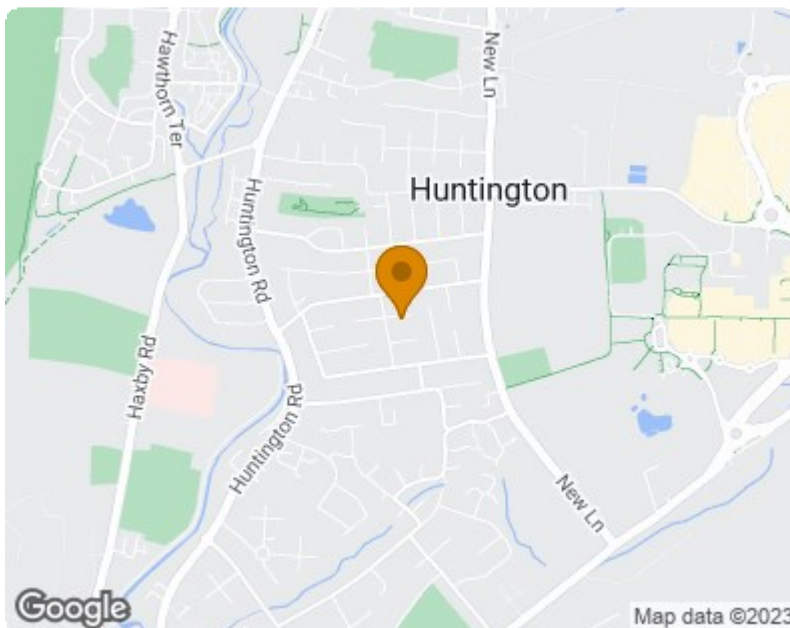 Hawthorn Ter
New Ln
Huntington
Huntington Rd
Haxby Rd
Huntington Rd
New Ln
Google
Map data ©2023